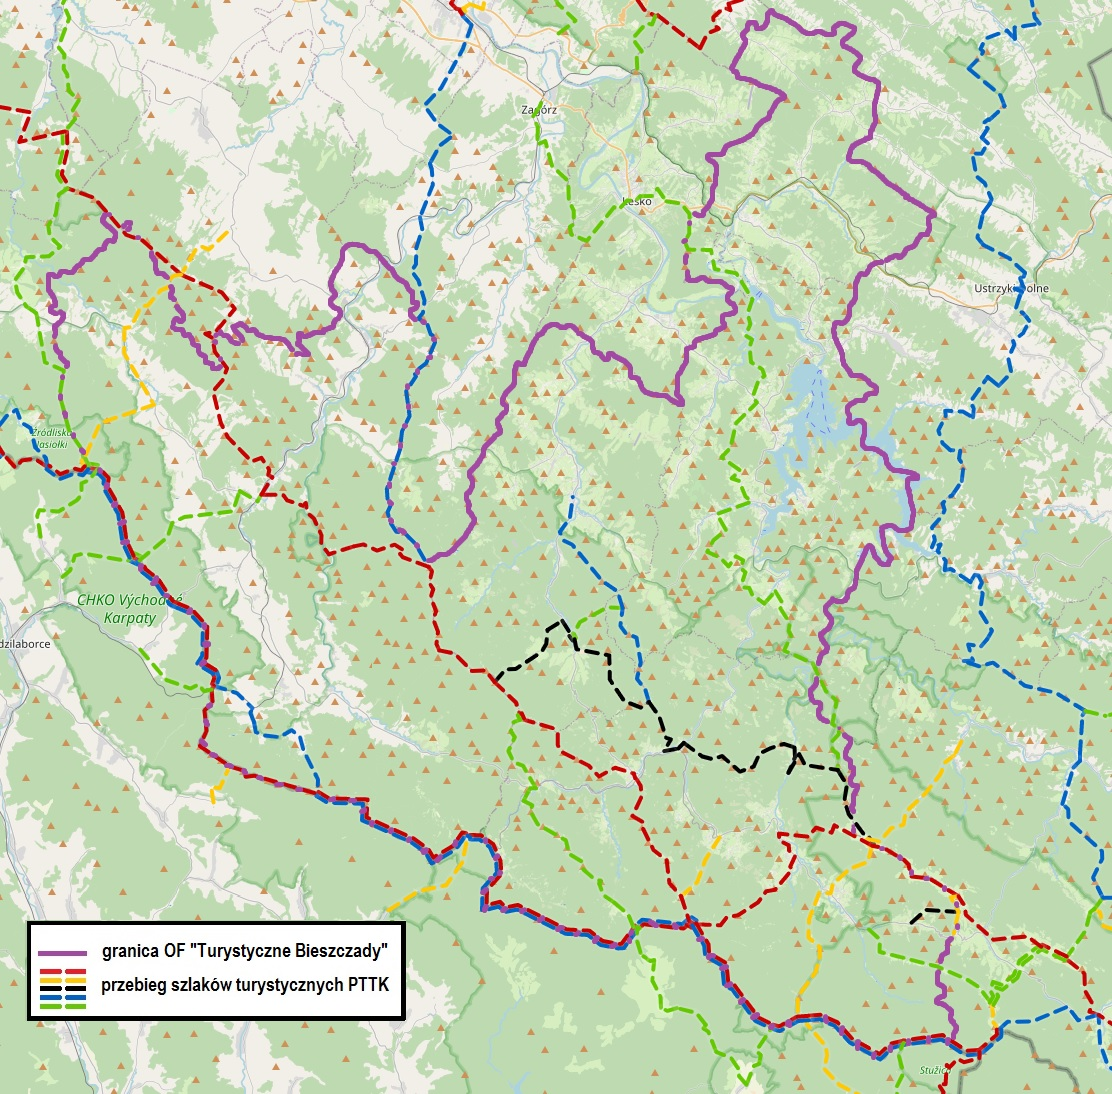 Zagórz
Lesko
Ustrzyki Dolne
Źródliska
Jasiołki
CHKO Východné
Karpaty
dzilaborce
granica OF "Turystyczne Bieszczady"
przebieg szlaków turystycznych PTTK
Stužica